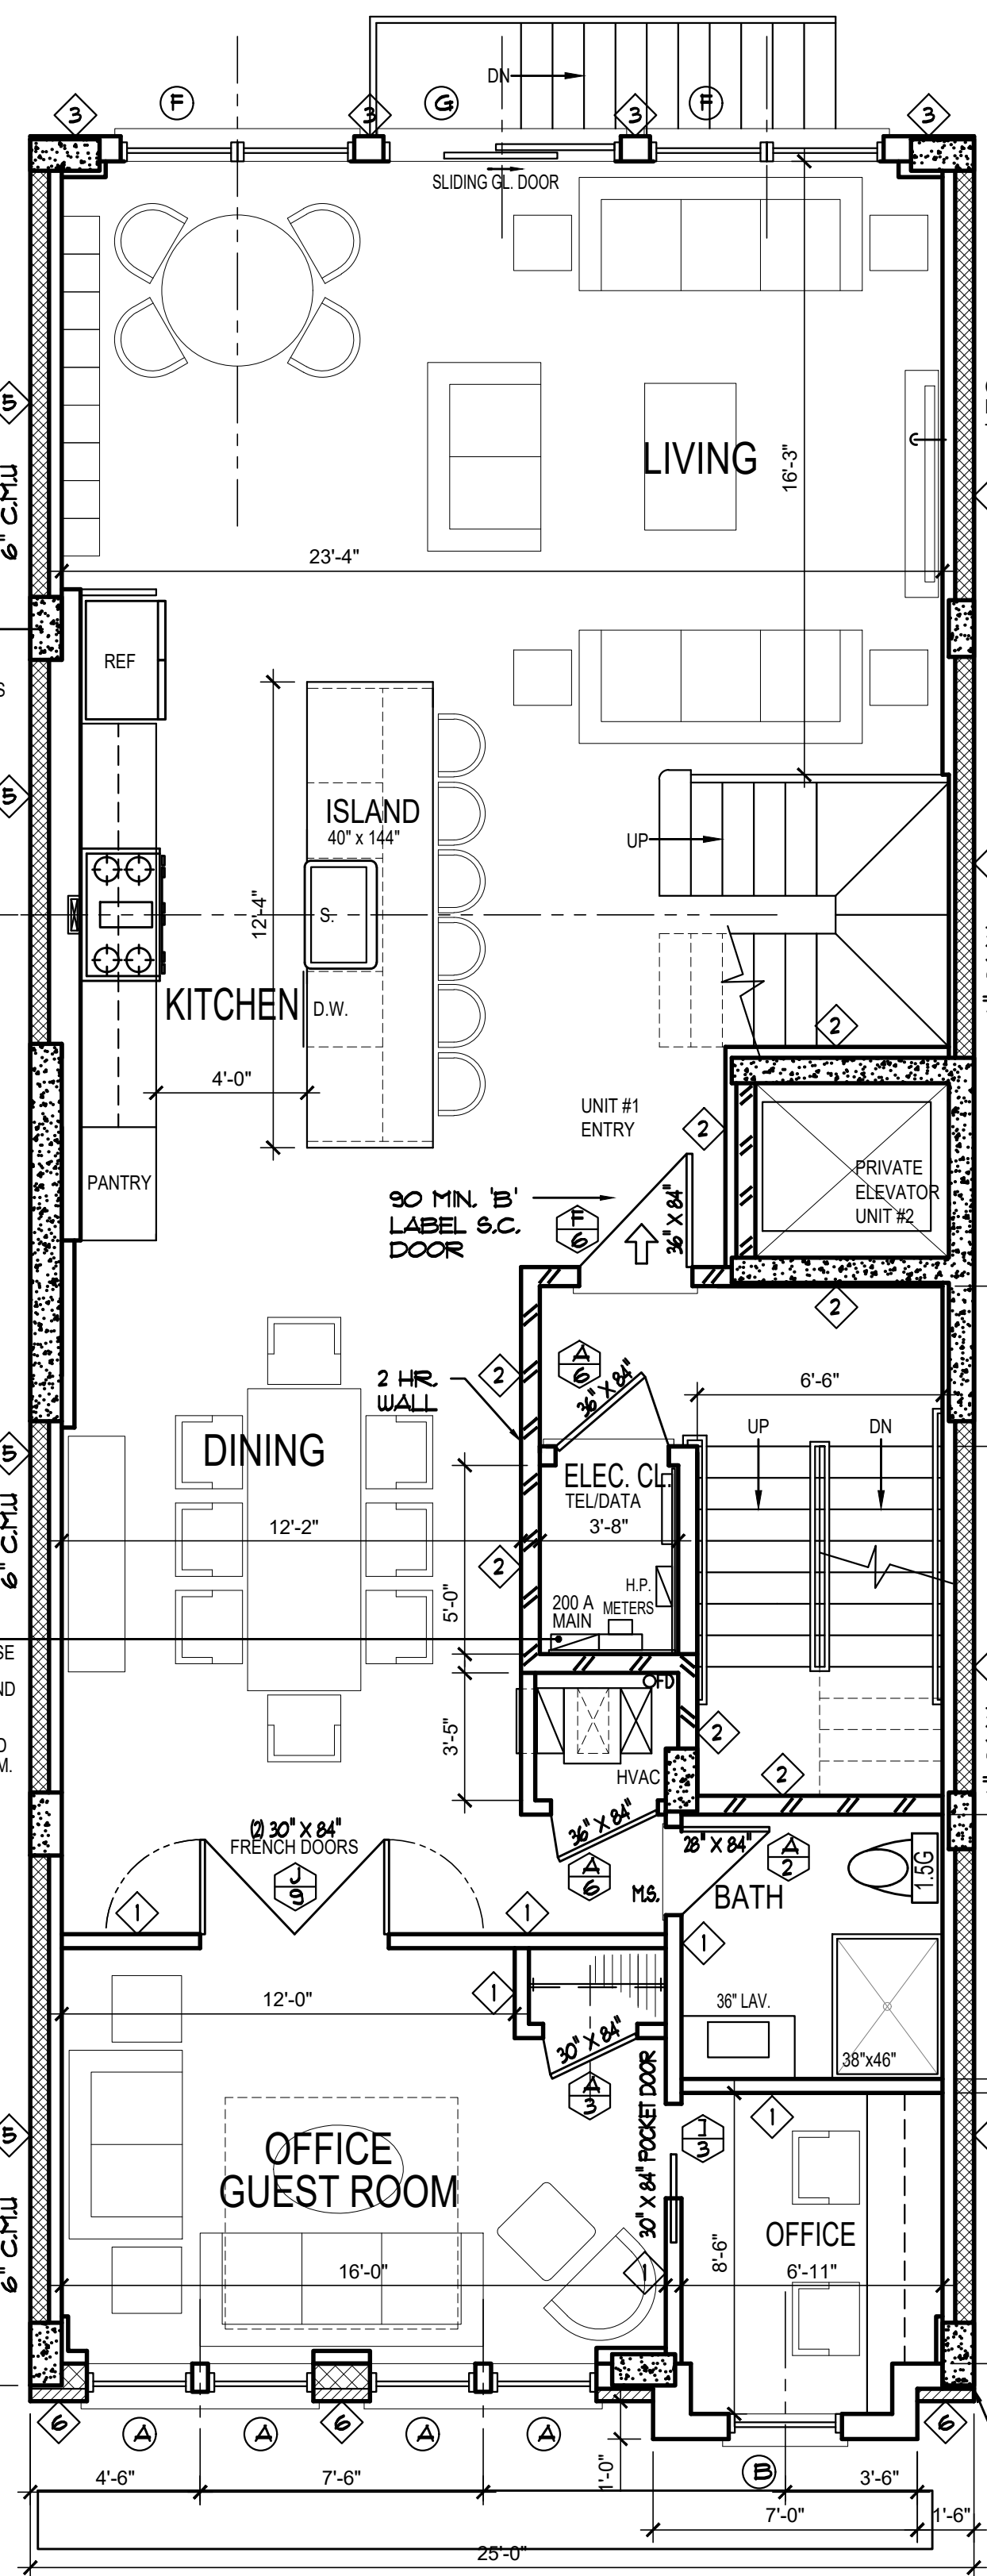 DN
3
F
3
G
3
F
3
SLIDING GL. DOOR
5
6" C.M.U
LIVING
16'-3"
23'-4"
REF
S
5
ISLAND
40" x 144"
UP
12'-4"
S.
KITCHEN
D.W.
2
4'-0"
UNIT #1
ENTRY
2
PANTRY
PRIVATE
ELEVATOR
UNIT #2
90 MIN. 'B'
LABEL S.C.
DOOR
F
6
36" X 84"
2
2 HR.
WALL
2
A
6
36" X 84"
6'-6"
UP
DN
5
6" C.M.U
DINING
ELEC. CL.
TEL/DATA
12'-2"
3'-8"
2
5'-0"
H.P.
METERS
200 A
MAIN
SE
ND
D
M.
FD
3'-5"
HVAC
2
2
(2) 30" X 84"
FRENCH DOORS
J
9
36" X 84"
A
6
28" X 84"
A
2
M.S.
BATH
1.5G
1
1
1
12'-0"
1
30" X 84"
A
3
36" LAV.
38"x46"
5
6" C.M.U
30" X 84" POCKET DOOR
J
3
1
OFFICE
GUEST ROOM
OFFICE
8'-6"
16'-0"
1
6'-11"
6
A
A
6
A
A
6
B
4'-6"
7'-6"
1'-0"
3'-6"
7'-0"
1'-6"
25'-0"